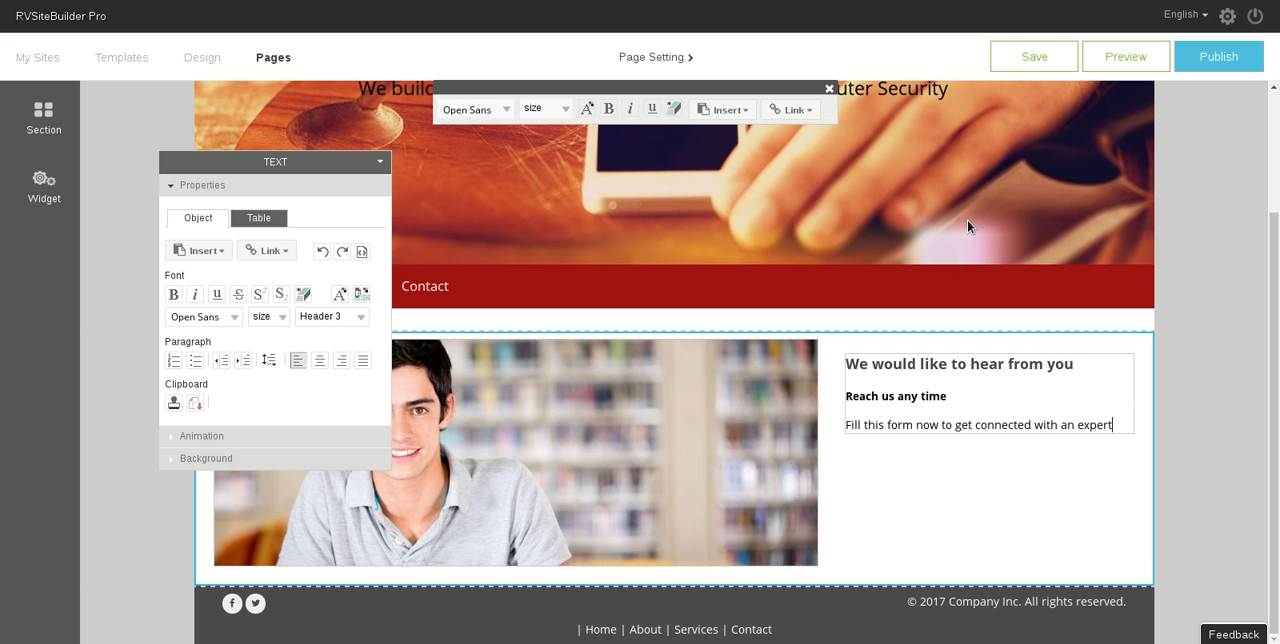 RVSiteBuilder Pro
English
My Sites
Templates
Design
Pages
Page Setting
Save
Preview
Publish
Section
Widget
We build
uter Security
Open Sans
size
A
B
i
u
Insert
Link
TEXT
Properties
Object
Table
Insert
Link
Font
B
i
u
S
S
S
A
Open Sans
size
Header 3
Paragraph
Clipboard
Animation
Background
Contact
We would like to hear from you
Reach us any time
Fill this form now to get connected with an expert
© 2017 Company Inc. All rights reserved.
| Home | About | Services | Contact
Feedback